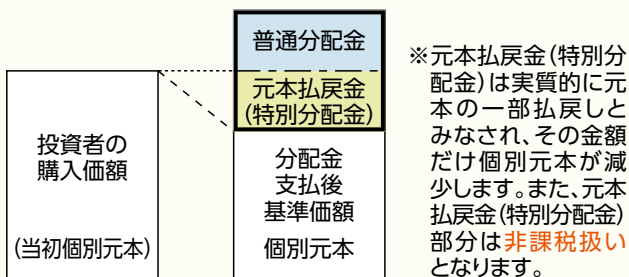 普通分配金
元本払戻金
(特別分配金)
投資者の
購入価額
(当初個別元本)
分配金
支払後
基準価額
個別元本
※元本払戻金(特別分
配金)は実質的に元
本の一部払戻しと
みなされ、その金額
だけ個別元本が減
少します。また、元本
払戻金(特別分配金)
部分は非課税扱い
となります。